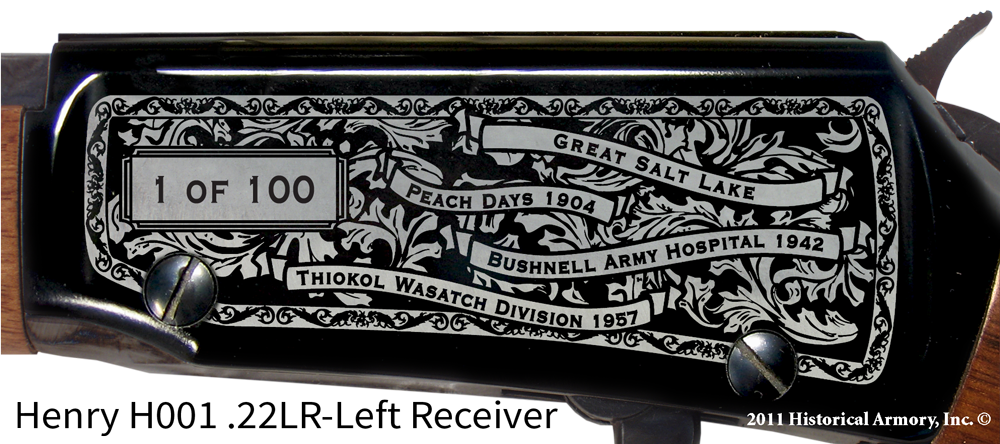 GREAT SALT LAKE
1 OF 100
PEACH DAYS 1904
BUSHNELL ARMY HOSPITAL 1942
THIOKOL WASATCH DIVISION 1957
Henry H001 .22LR-Left Receiver
2011 Historical Armory, Inc. ©